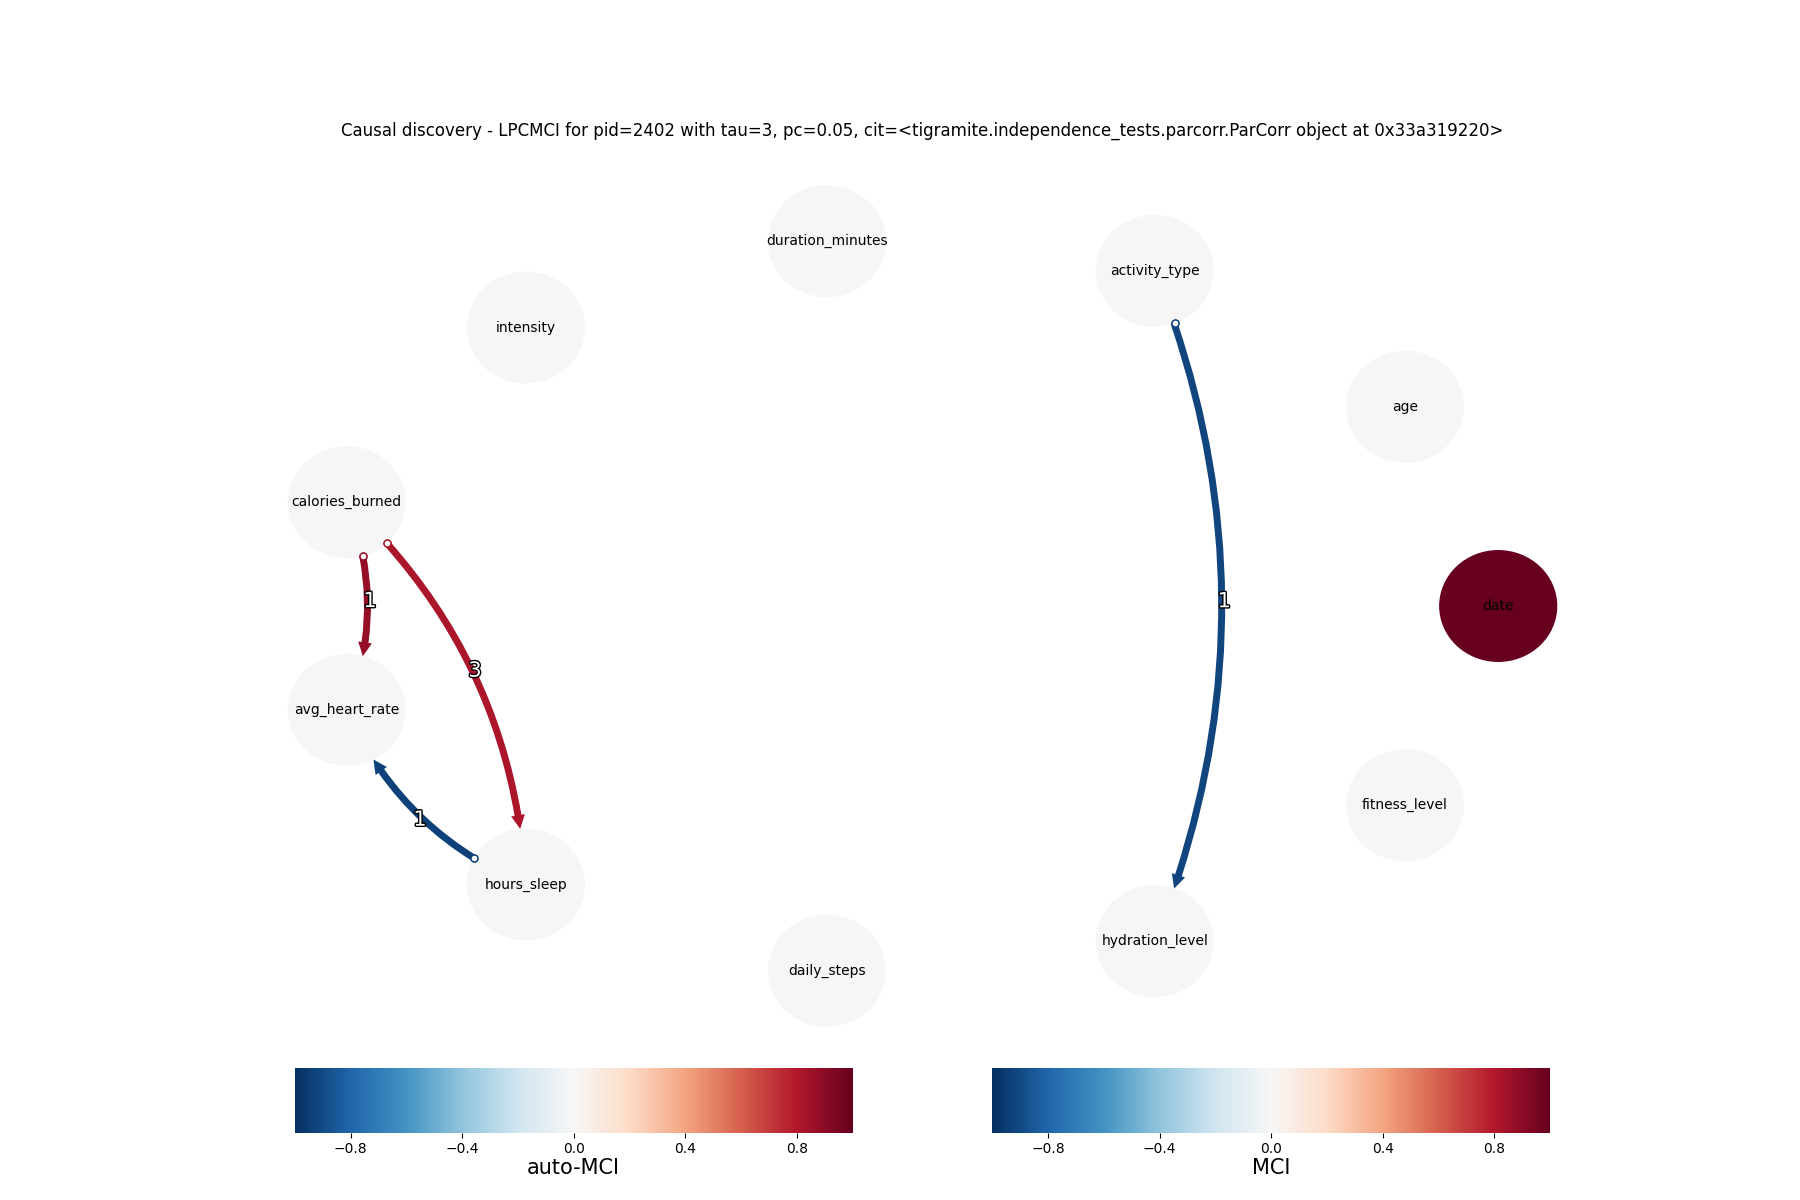 Causal discovery - LPCMCI for pid=2402 with tau=3, pc=0.05, cit=<tigramite.independence_tests.parcorr.ParCorr object at 0x33a319220>
duration_minutes
activity_type
intensity
age
calories_burned
1
1
date
3
avg_heart_rate
fitness_level
1
hours_sleep
hydration_level
daily_steps
−0.8 −0.4 0.0 0.4 0.8
auto-MCI
−0.8 −0.4 0.0 0.4 0.8
MCI